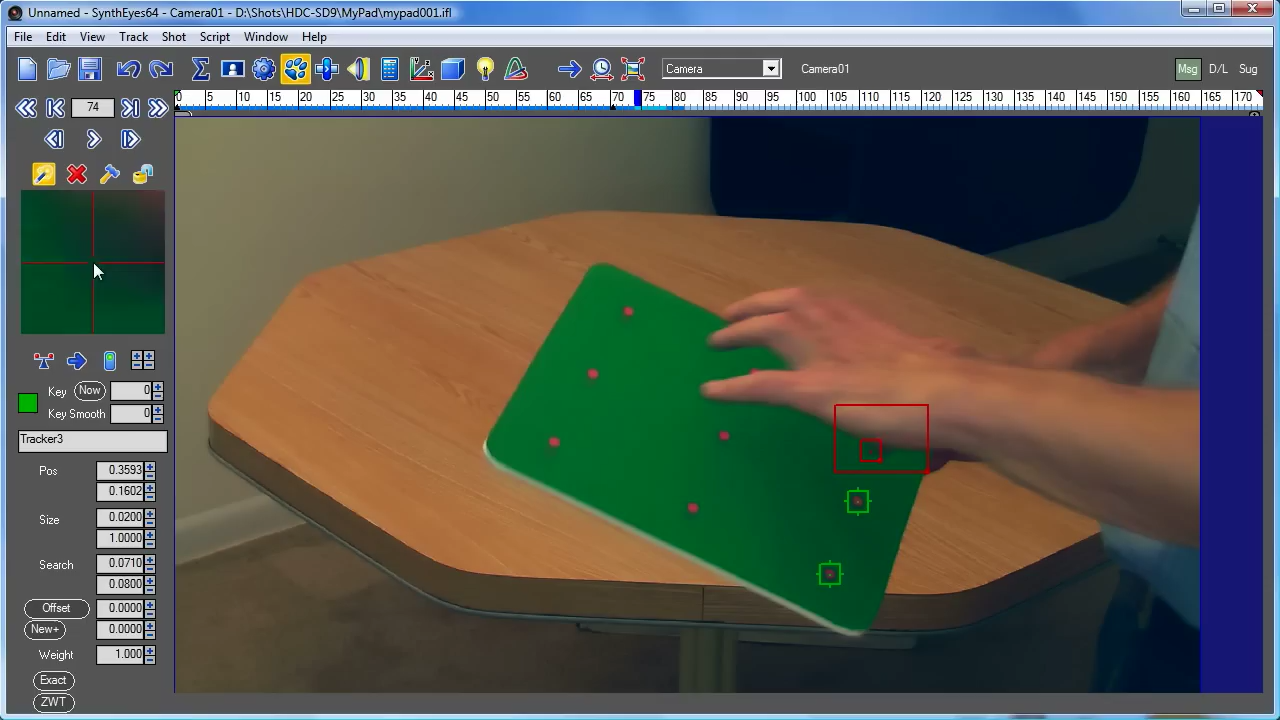 Unnamed - SynthEyes64 - Camera01 - D:\Shots\HDC-SD9\MyPad\mypad001.ifl
File Edit View Track Shot Script Window Help
Camera Camera01 Msg D/L Sug
74 0 5 10 15 20 25 30 35 40 45 50 55 60 65 70 75 80 85 90 95 100 105 110 115 120 125 130 135 140 145 150 155 160 165 170
Key Now 0
Key Smooth 0
Tracker3
Pos 0.3593
0.1602
Size 0.0200
1.0000
Search 0.0710
0.0800
Offset 0.0000
New+ 0.0000
Weight 1.000
Exact
ZWT